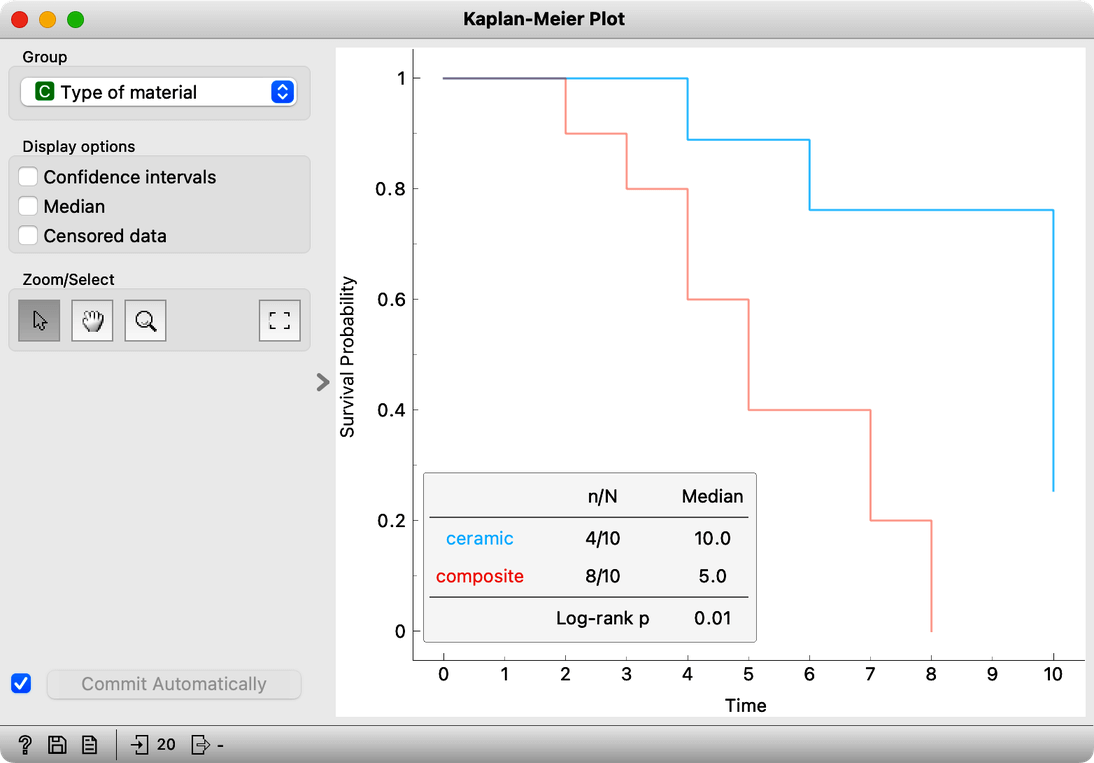 Kaplan-Meier Plot
Group
C Type of material
Display options
Confidence intervals
Median
Censored data
Zoom/Select
Commit Automatically
? 20 -
Survival Probability
1
0.8
0.6
0.4
0.2
0
n/N Median
ceramic 4/10 10.0
composite 8/10 5.0
Log-rank p 0.01
0 1 2 3 4 5 6 7 8 9 10
Time